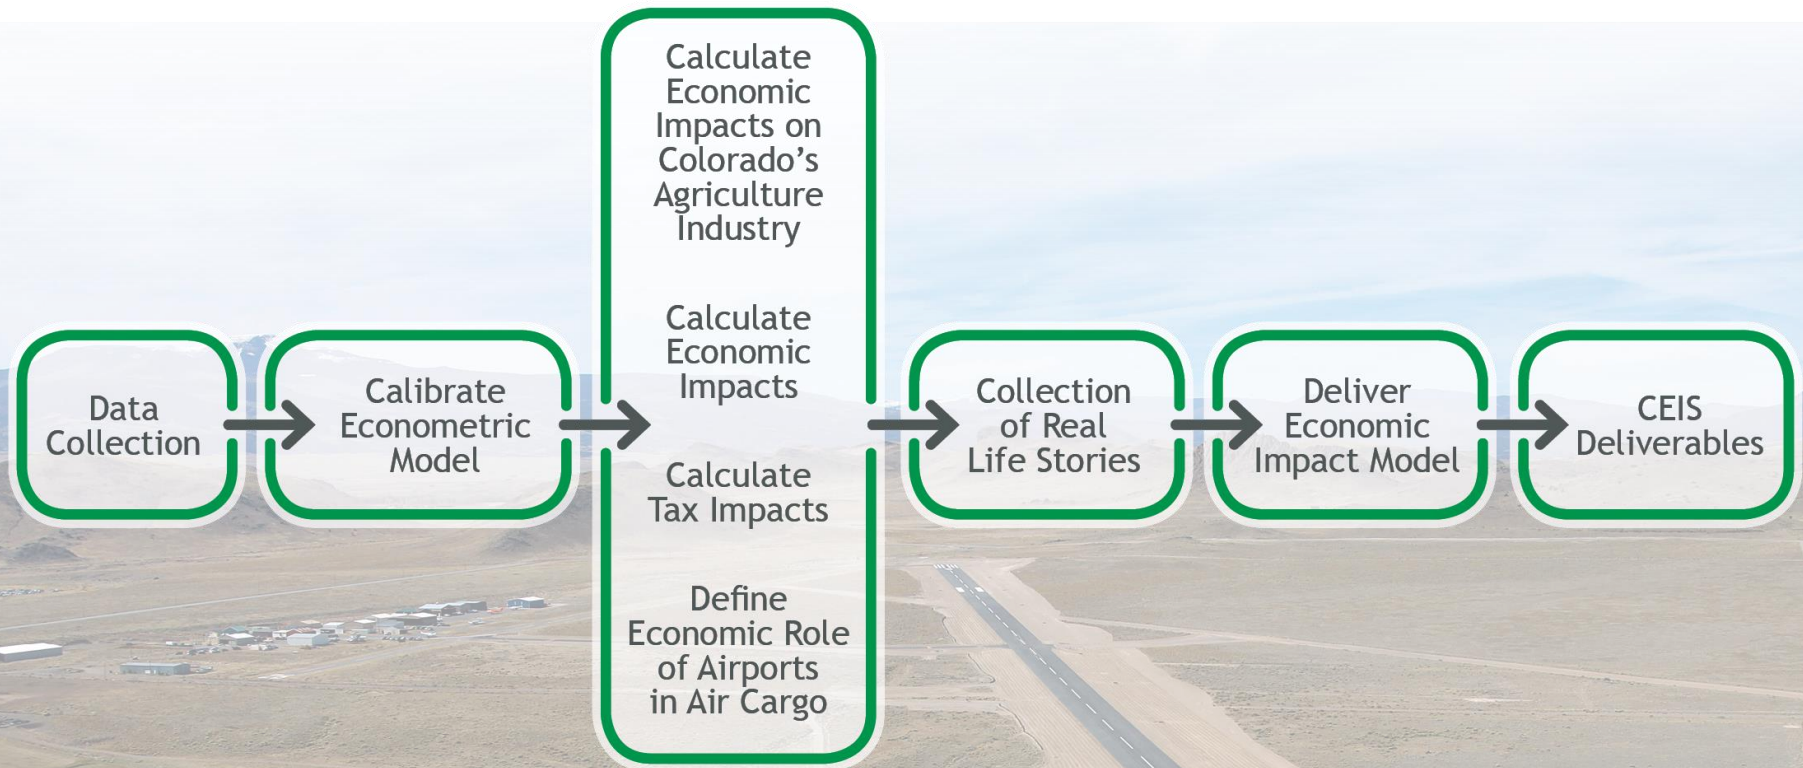 Data
Collection
Calibrate
Econometric
Model
Calculate
Economic
Impacts on
Colorado’s
Agriculture
Industry
Calculate
Economic
Impacts
Calculate
Tax Impacts
Define
Economic Role
of Airports
in Air Cargo
Collection
of Real
Life Stories
Deliver
Economic
Impact Model
CEIS
Deliverables